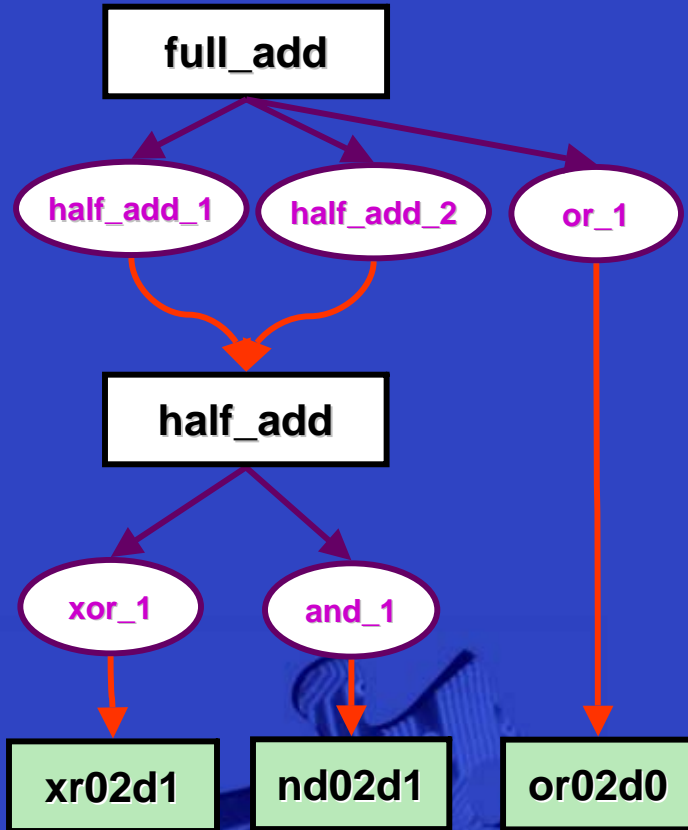 full_add
half_add_1
half_add_2
or_1
half_add
xor_1
and_1
xr02d1
nd02d1
or02d0